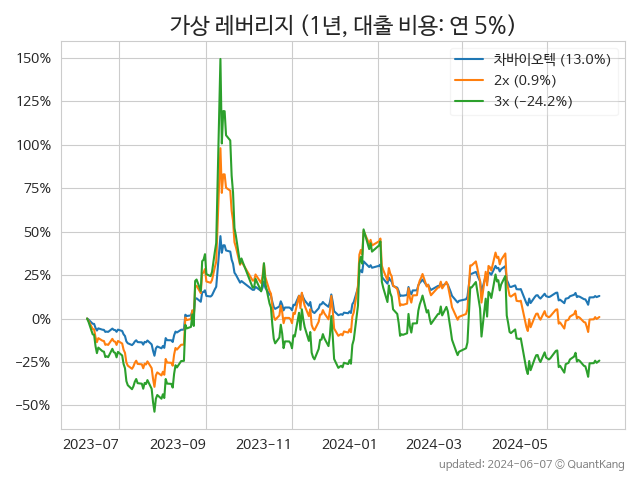 가상 레버리지 (1년, 대출 비용: 연 5%)
차바이오텍 (13.0%)
2x (0.9%)
3x (−24.2%)
150%
125%
100%
75%
50%
25%
0%
−25%
−50%
2023-07 2023-09 2023-11 2024-01 2024-03 2024-05
updated: 2024-06-07 © QuantKang